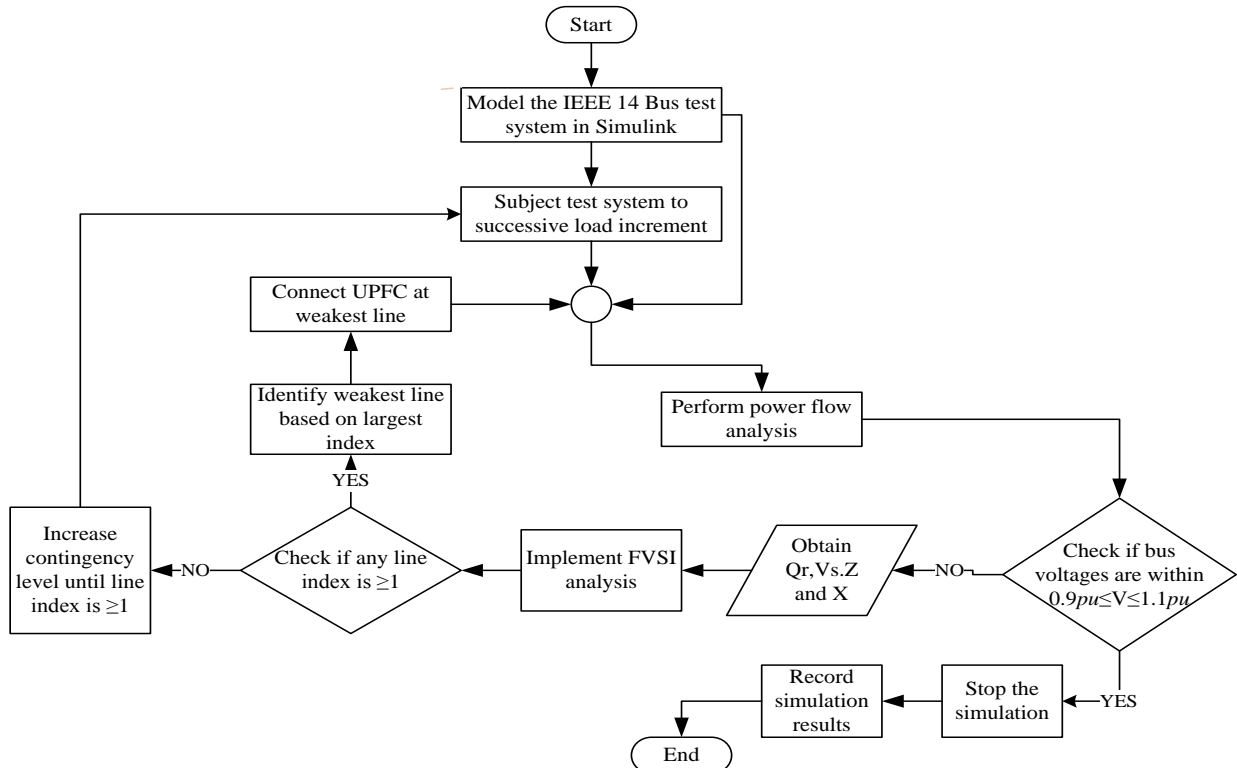 Start
Model the IEEE 14 Bus test
system in Simulink
Subject test system to
successive load increment
Connect UPFC at
weakest line
Identify weakest line
based on largest
index
Perform power flow
analysis
YES
Increase
contingency
level until line
index is ≥1
NO
Check if any line
index is ≥1
Implement FVSI
analysis
Obtain
Qr,Vs.Z
and X
NO
Check if bus
voltages are within
0.9pu≤V≤1.1pu
YES
Stop the
simulation
Record
simulation
results
End